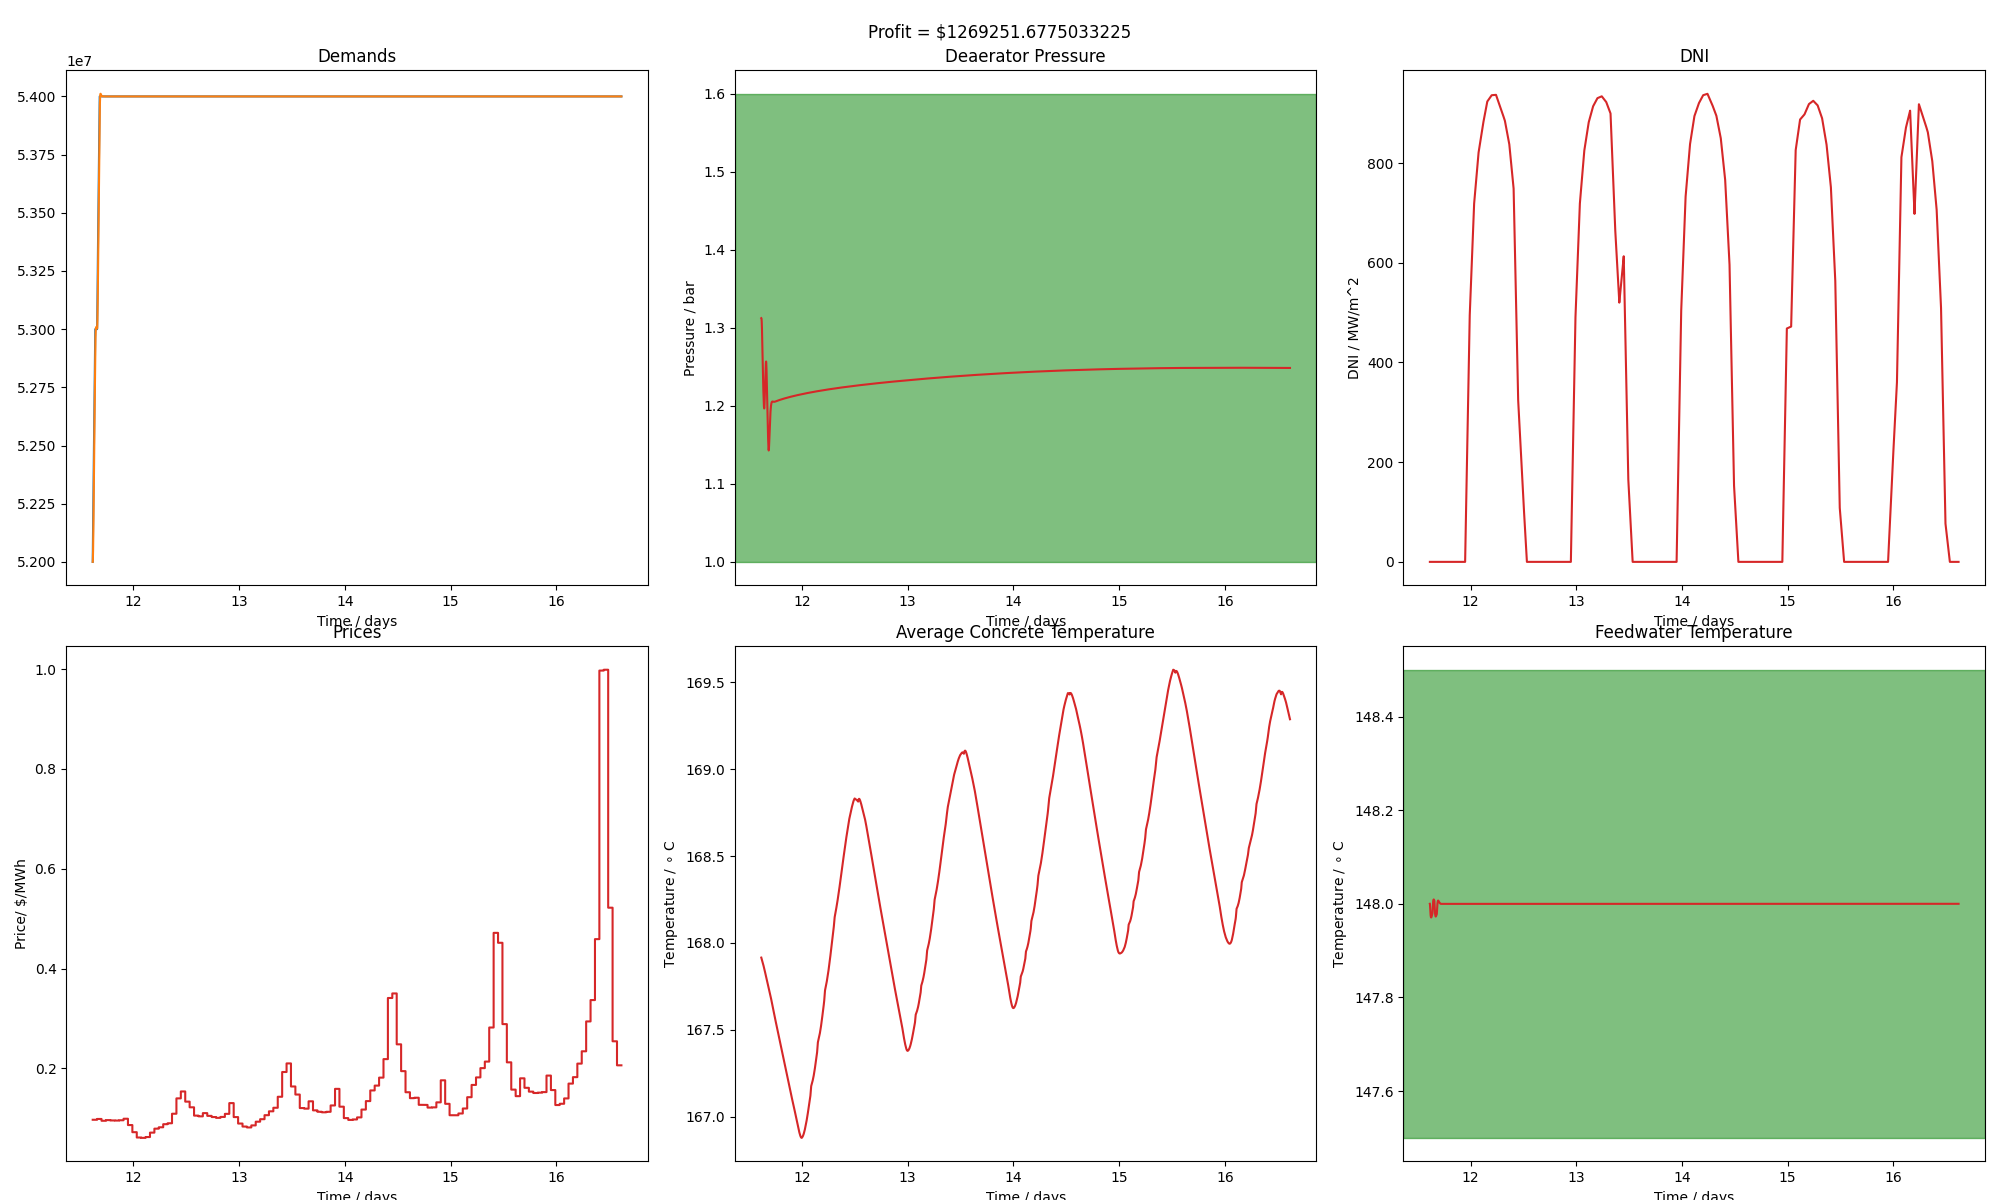 Profit = $1269251.6775033225
Demands
1e7
5.400
5.375
5.350
5.325
5.300
5.275
5.250
5.225
5.200
12 13 14 15 16
Time / days
Deaerator Pressure
Pressure / bar
1.6
1.5
1.4
1.3
1.2
1.1
1.0
12 13 14 15 16
Time / days
DNI
DNI / MW/m^2
800
600
400
200
0
12 13 14 15 16
Time / days
Prices
Price/ $/MWh
1.0
0.8
0.6
0.4
0.2
12 13 14 15 16
Time / days
Average Concrete Temperature
Temperature / ∘ C
169.5
169.0
168.5
168.0
167.5
167.0
12 13 14 15 16
Time / days
Feedwater Temperature
Temperature / ∘ C
148.4
148.2
148.0
147.8
147.6
12 13 14 15 16
Time / days